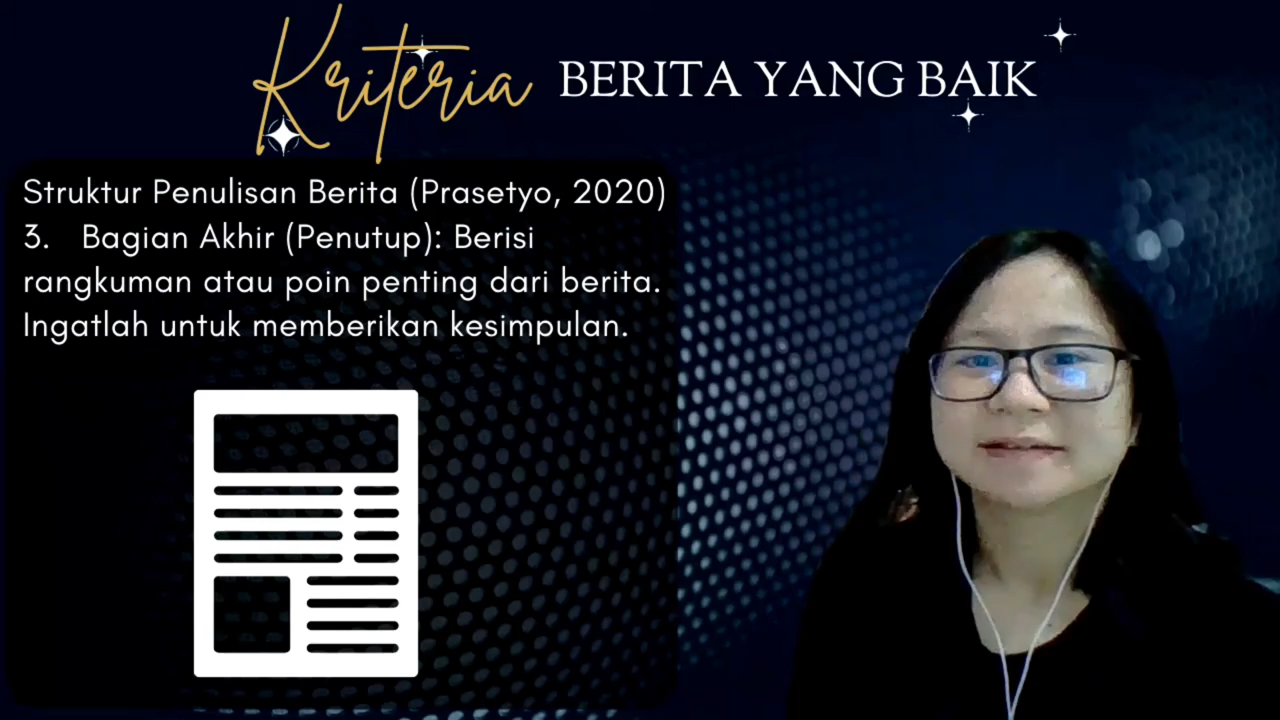 Kriteria BERITA YANG BAIK
Struktur Penulisan Berita (Prasetyo, 2020)
3. Bagian Akhir (Penutup): Berisi
rangkuman atau poin penting dari berita.
Ingatlah untuk memberikan kesimpulan.